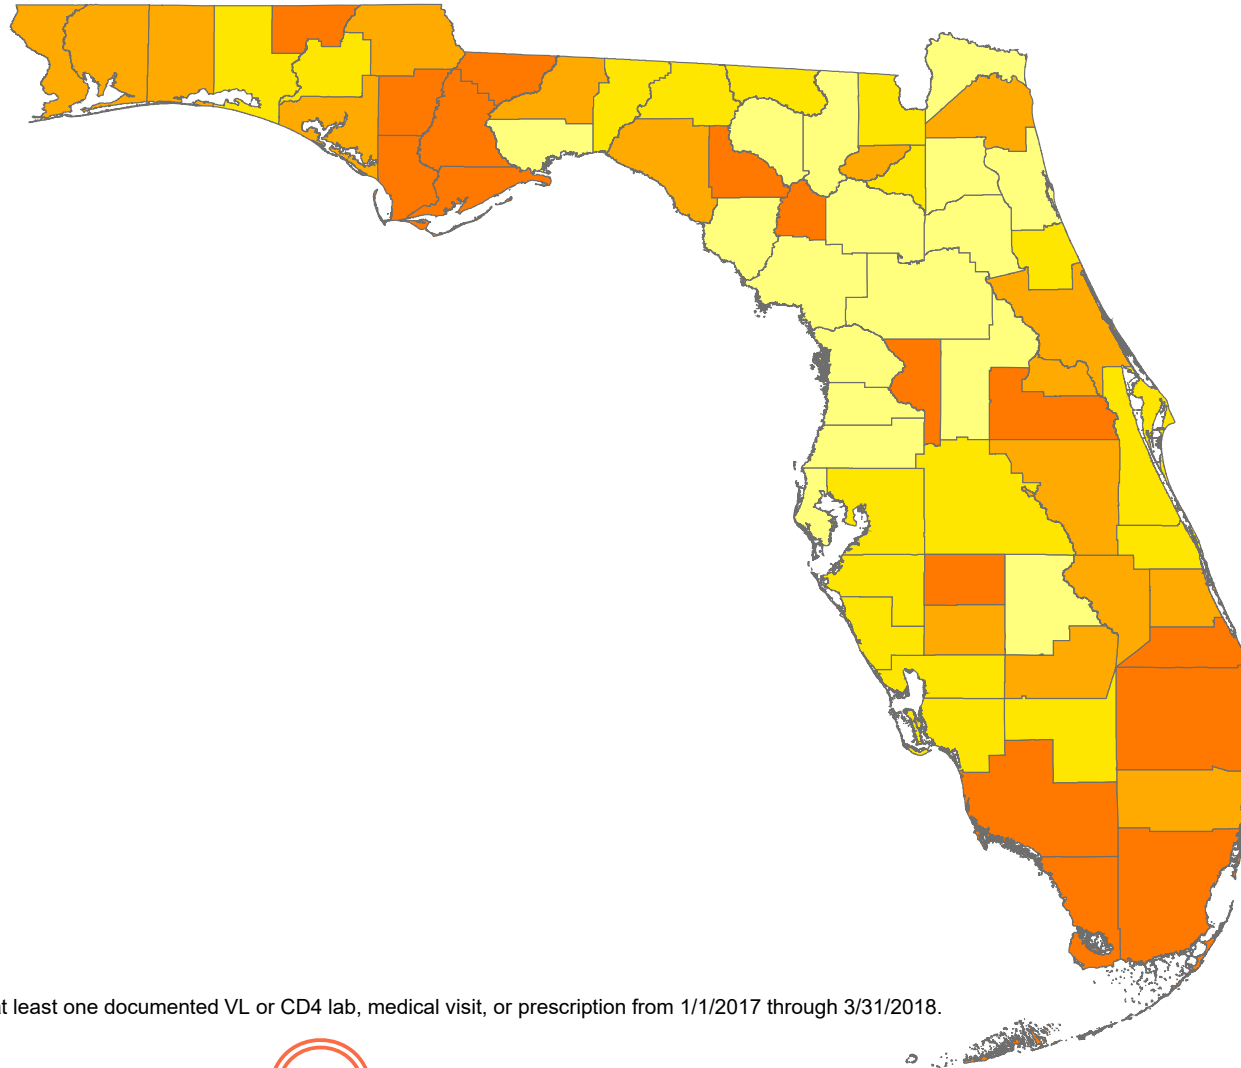 at least one documented VL or CD4 lab, medical visit, or prescription from 1/1/2017 through 3/31/2018.